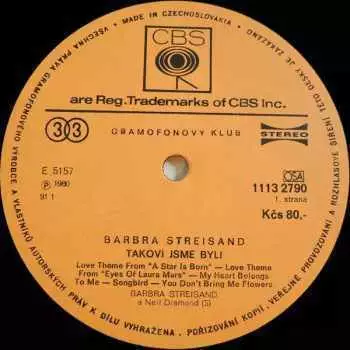 MADE IN CZECHOSLOVAKIA
VŠECHNA PRÁVA GRAMOFONOVÉHO VÝROBCE A VLASTNÍKŮ AUTORSKÝCH PRÁV K DÍLU VYHRAŽENA. POŘIZOVÁNÍ KOPIÍ, VEŘEJNÉ PROVOZOVÁNÍ A ROZHLASOVÉ ŠÍŘENÍ TÉTO DESKY JE ZAKÁZÁNO
CBS
are Reg. Trademarks of CBS Inc.
33
GRAMOFONOVÝ KLUB
STEREO
E 5157
℗ 1980
OSA
1113 2790
1. strana
Kčs 80,-
BARBRA STREISAND
TAKOVÍ JSME BYLI
Love Theme From "A Star Is Born" — Love Theme
From "Eyes Of Laura Mars" — My Heart Belongs
To Me — Songbird — You Don't Bring Me Flowers
BARBRA STREISAND
a Neil Diamond (5)